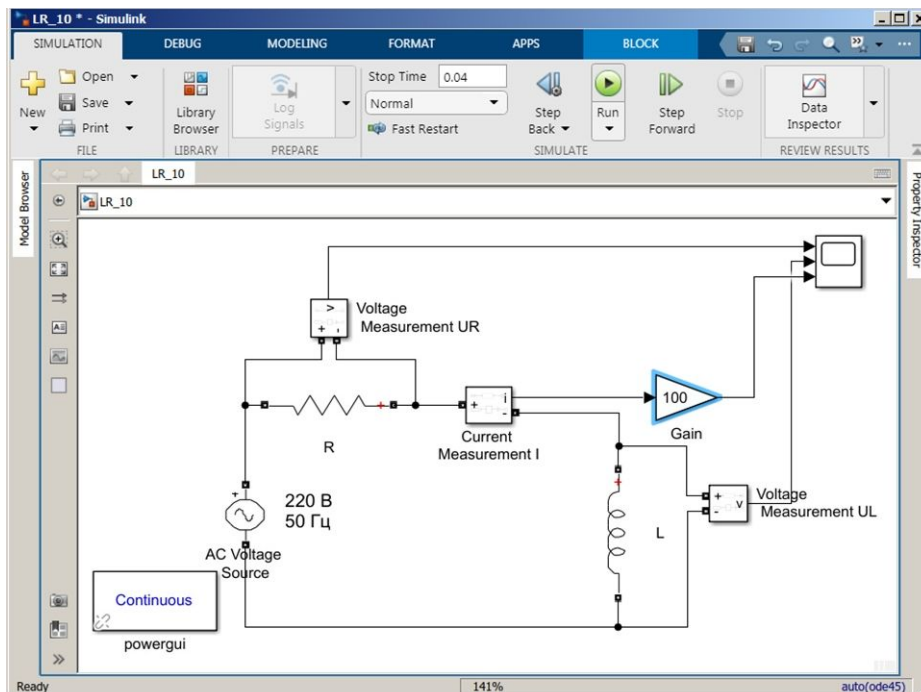 LR_10 * - Simulink
SIMULATION DEBUG MODELING FORMAT APPS BLOCK
New
Open
Save
Print
FILE
Library
Browser
LIBRARY
Log
Signals
PREPARE
Stop Time 0.04
Normal
Fast Restart
Step
Back
Run
Step
Forward
Stop
SIMULATE
Data
Inspector
REVIEW RESULTS
Model Browser
Property Inspector
LR_10
LR_10
Voltage
Measurement UR
R
Current
Measurement I
100
Gain
220 В
50 Гц
AC Voltage
Source
L
Voltage
Measurement UL
Continuous
powergui
Ready
141%
auto(ode45)